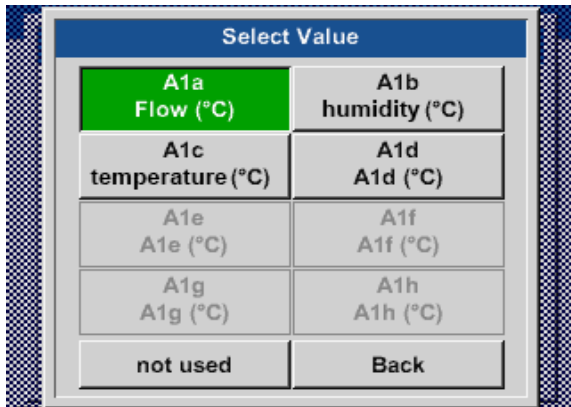 Select Value
A1a
Flow (°C)
A1b
humidity (°C)
A1c
temperature (°C)
A1d
A1d (°C)
A1e
A1e (°C)
A1f
A1f (°C)
A1g
A1g (°C)
A1h
A1h (°C)
not used
Back